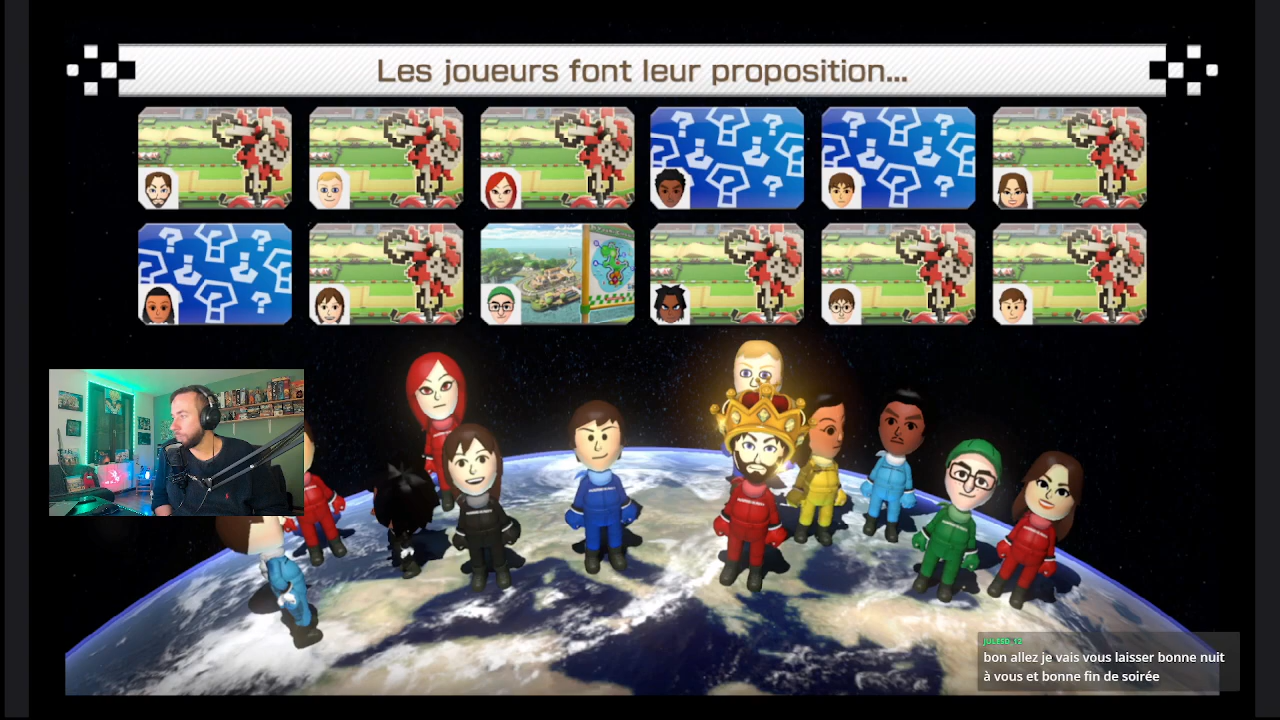 Les joueurs font leur proposition...
JULESD_12
bon allez je vais vous laisser bonne nuit
à vous et bonne fin de soirée